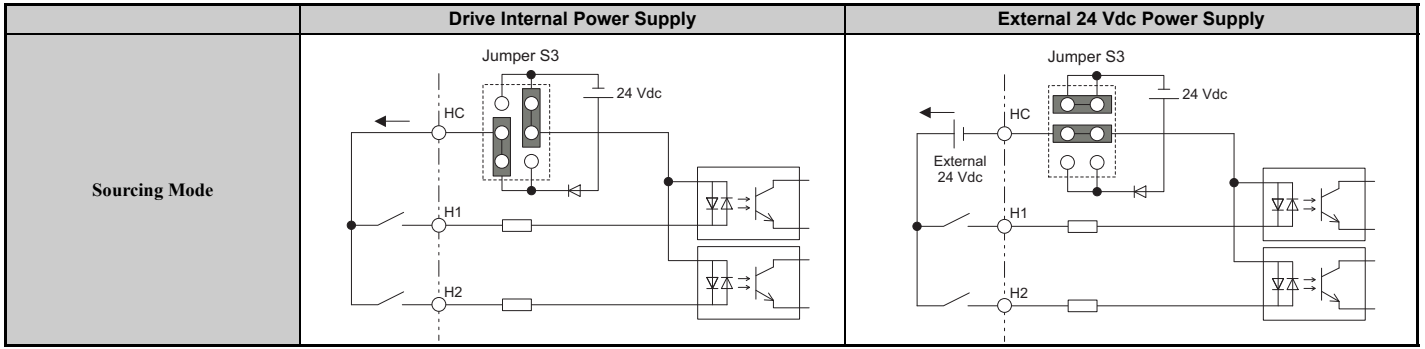 Drive Internal Power Supply
External 24 Vdc Power Supply
Sourcing Mode
Jumper S3
24 Vdc
HC
H1
H2
Jumper S3
24 Vdc
HC
External
24 Vdc
H1
H2